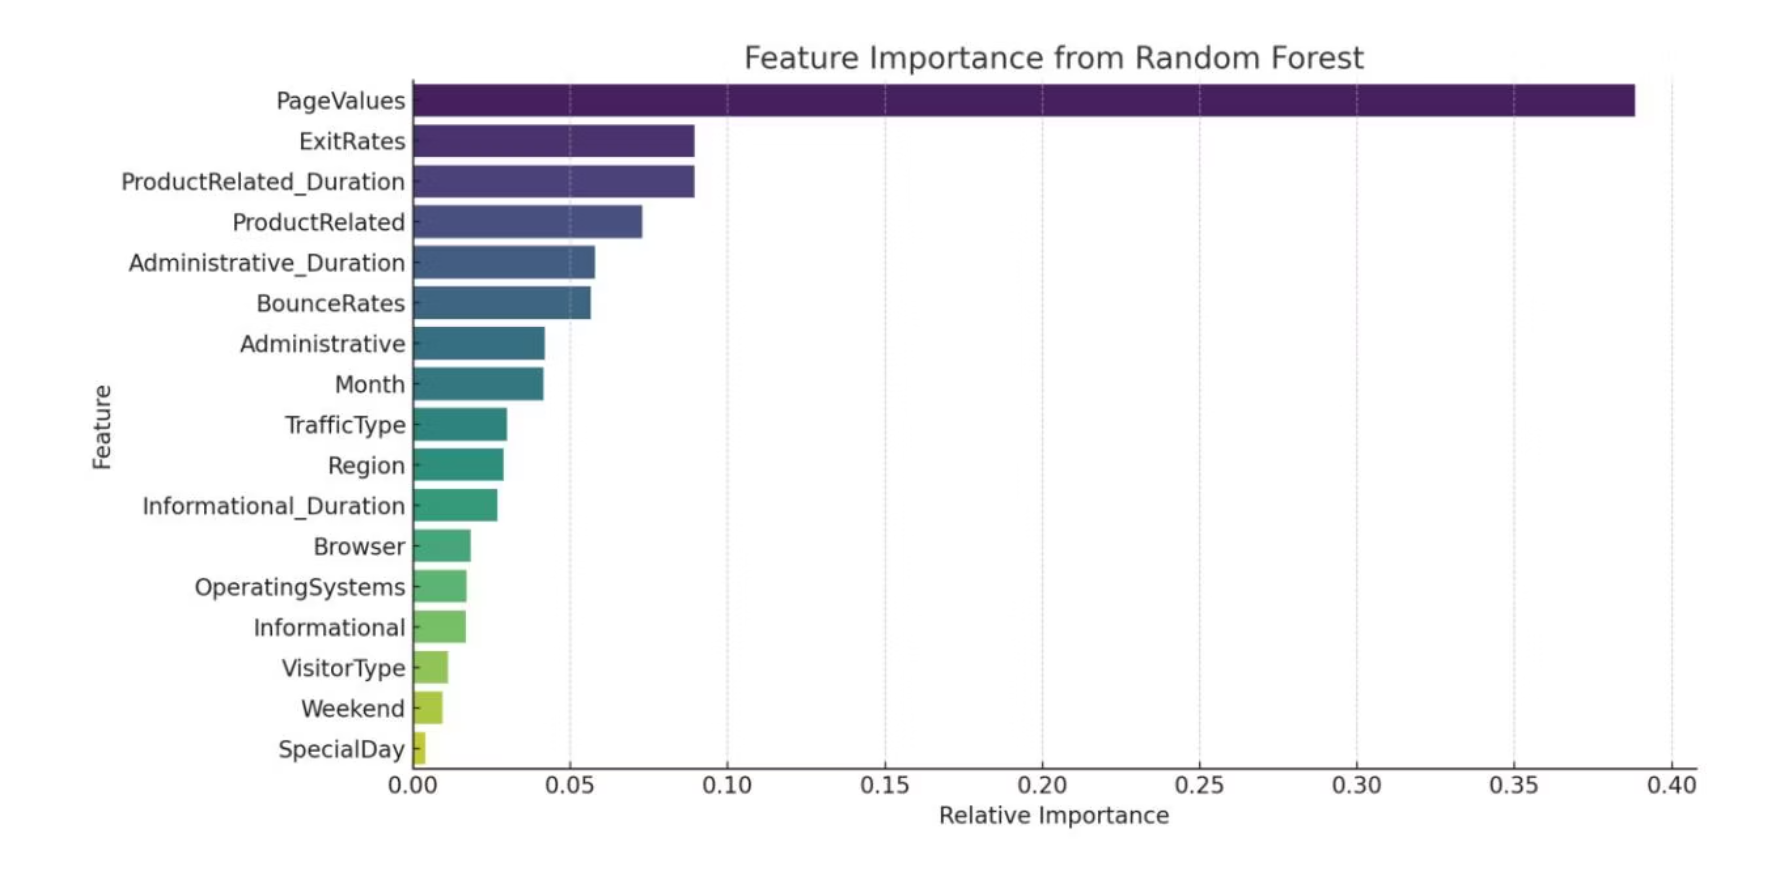 Feature Importance from Random Forest
PageValues
ExitRates
ProductRelated_Duration
ProductRelated
Administrative_Duration
BounceRates
Administrative
Month
TrafficType
Region
Informational_Duration
Browser
OperatingSystems
Informational
VisitorType
Weekend
SpecialDay
Feature
0.00 0.05 0.10 0.15 0.20 0.25 0.30 0.35 0.40
Relative Importance